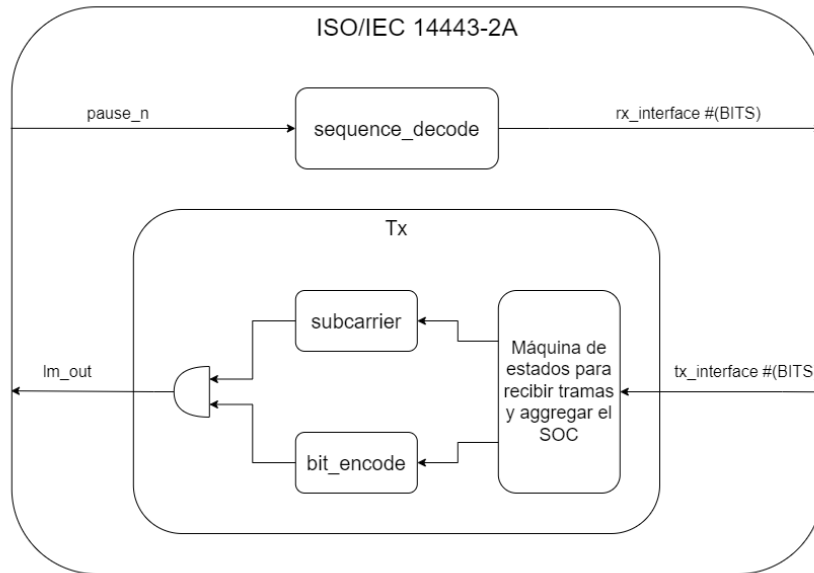 ISO/IEC 14443-2A
pause_n
sequence_decode
rx_interface #(BITS)
Tx
subcarrier
Máquina de
estados para
recibir tramas
y aggregar el
SOC
lm_out
tx_interface #(BITS
bit_encode